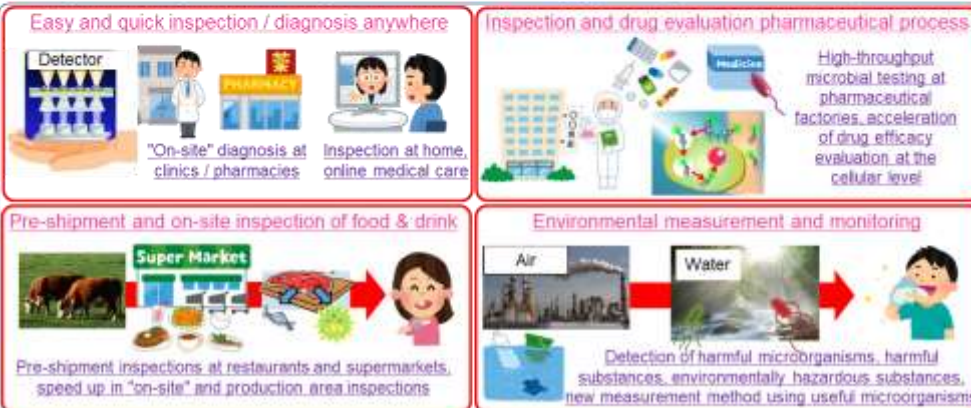 Easy and quick inspection / diagnosis anywhere
Detector
薬
PHARMACY
"On-site" diagnosis at
clinics / pharmacies
Inspection at home,
online medical care
Inspection and drug evaluation pharmaceutical process
Medicine
High-throughput
microbial testing at
pharmaceutical
factories, acceleration
of drug efficacy
evaluation at the
cellular level
Pre-shipment and on-site inspection of food & drink
Super Market
Pre-shipment inspections at restaurants and supermarkets,
speed up in "on-site" and production area inspections
Environmental measurement and monitoring
Air
Water
Detection of harmful microorganisms, harmful
substances, environmentally hazardous substances,
new measurement method using useful microorganisms